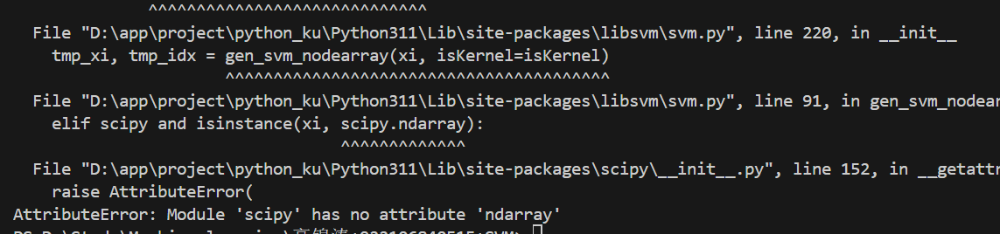 ^^^^^^^^^^^^^^^^^^^^^^^^^^^^^
File "D:\app\project\python_ku\Python311\Lib\site-packages\libsvm\svm.py", line 220, in __init__
tmp_xi, tmp_idx = gen_svm_nodearray(xi, isKernel=isKernel)
^^^^^^^^^^^^^^^^^^^^^^^^^^^^^^^^^^^^^^^^
File "D:\app\project\python_ku\Python311\Lib\site-packages\libsvm\svm.py", line 91, in gen_svm_nodear
elif scipy and isinstance(xi, scipy.ndarray):
^^^^^^^^^^^^^
File "D:\app\project\python_ku\Python311\Lib\site-packages\scipy\__init__.py", line 152, in __getattr
raise AttributeError(
AttributeError: Module 'scipy' has no attribute 'ndarray'